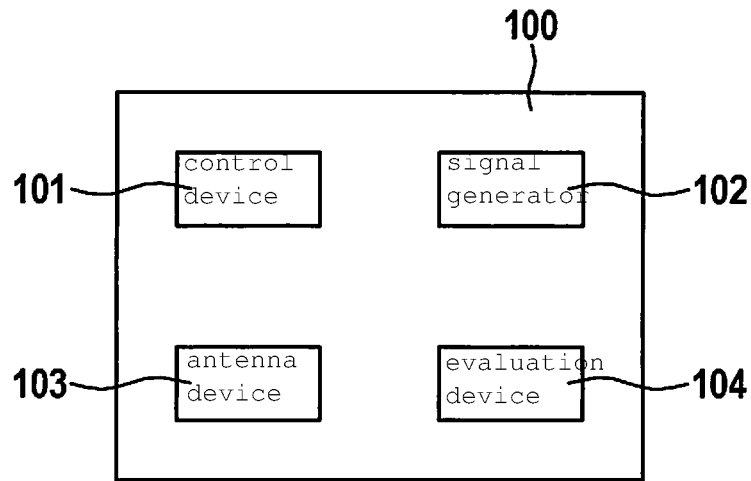 100
control
device
101
signal
generator
102
antenna
device
103
evaluation
device
104